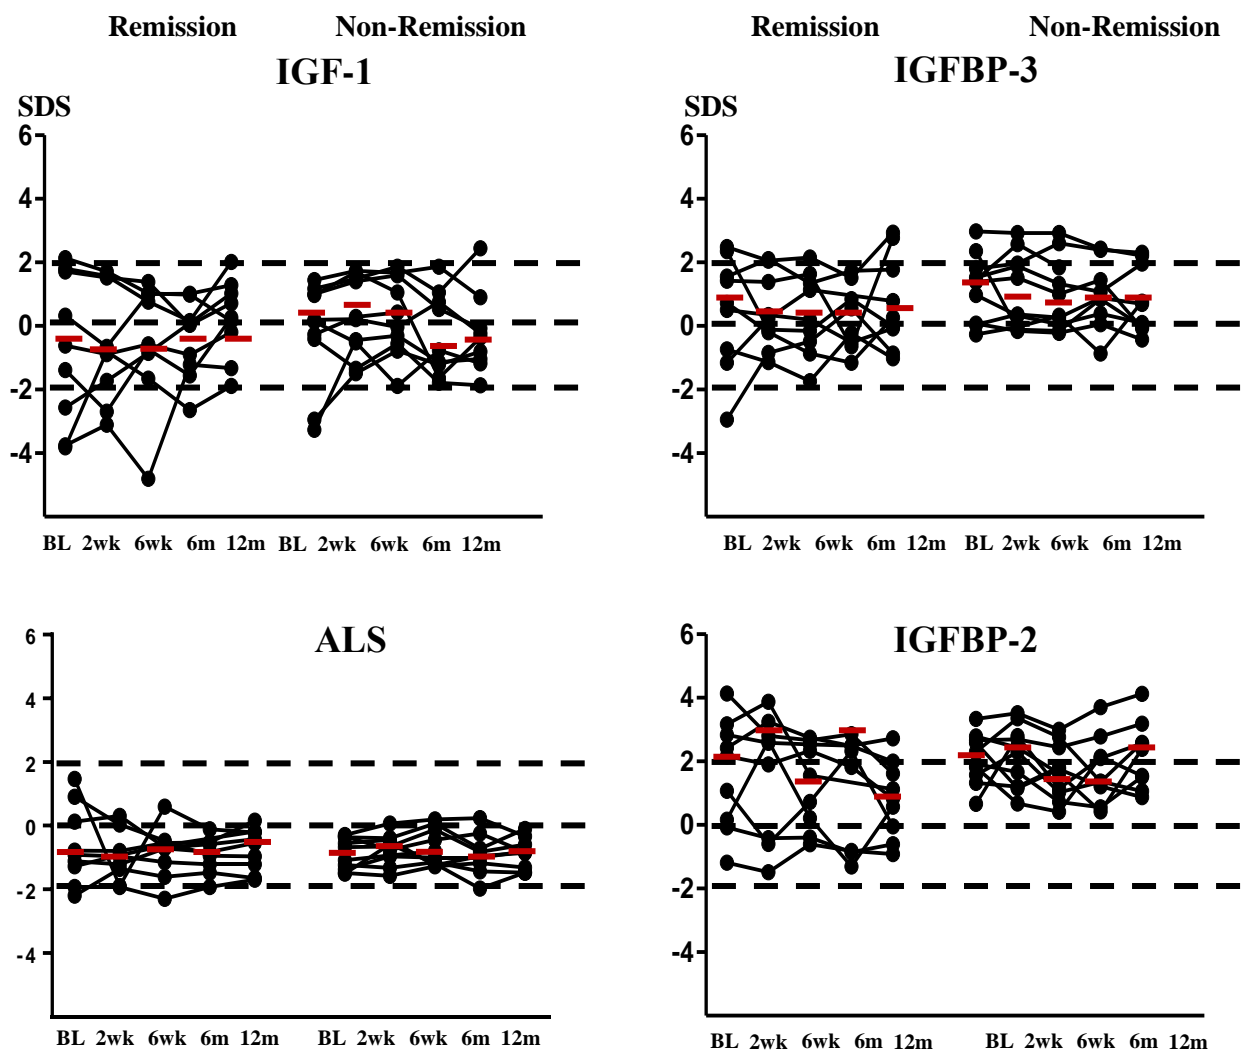 Remission Non-Remission Remission Non-Remission
IGF-1 IGFBP-3
SDS SDS
6 6
4 4
2 2
0 0
-2 -2
-4 -4
BL 2wk 6wk 6m 12m BL 2wk 6wk 6m 12m BL 2wk 6wk 6m 12m BL 2wk 6wk 6m 12m
ALS IGFBP-2
6 6
4 4
2 2
0 0
-2 -2
-4 -4
BL 2wk 6wk 6m 12m BL 2wk 6wk 6m 12m BL 2wk 6wk 6m 12m BL 2wk 6wk 6m 12m